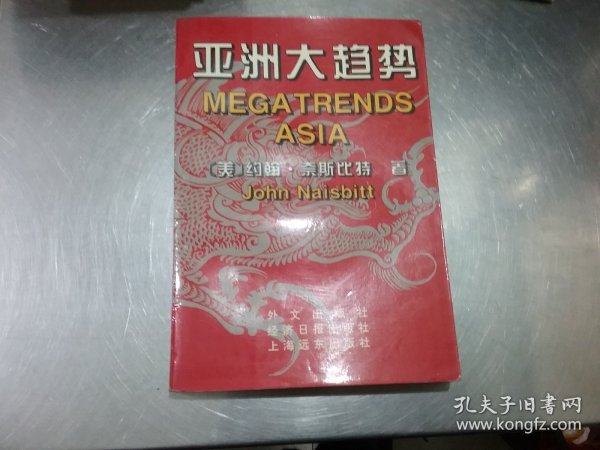 亚洲大趋势
MEGATRENDS
ASIA
〔美〕约翰·奈斯比特 著
John Naisbitt
外文出版社
经济日报出版社
上海远东出版社
孔夫子旧书网
www.kongfz.com